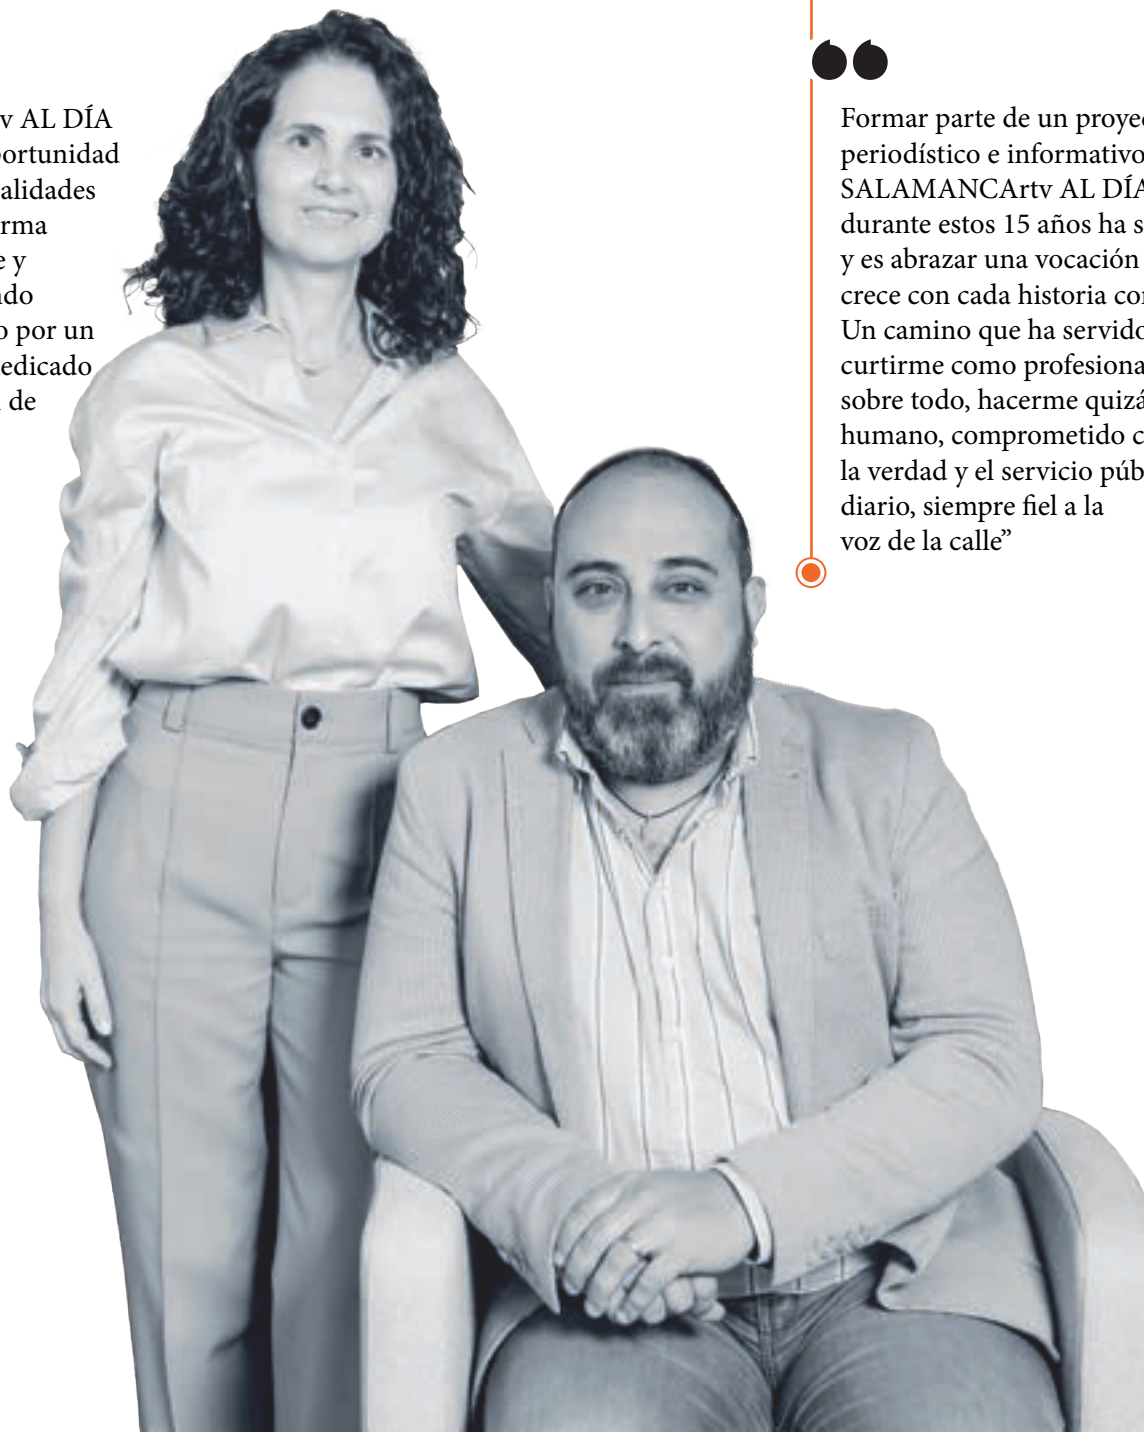 v AL DÍA
portunidad
alidades
rma
e y
ndo
o por un
dedicado
de
Formar parte de un proyec
periodístico e informativo
SALAMANCArtv AL DÍA
durante estos 15 años ha s
y es abrazar una vocación
crece con cada historia con
Un camino que ha servido
curtirme como profesiona
sobre todo, hacerme quizá
humano, comprometido c
la verdad y el servicio púb
diario, siempre fiel a la
voz de la calle”